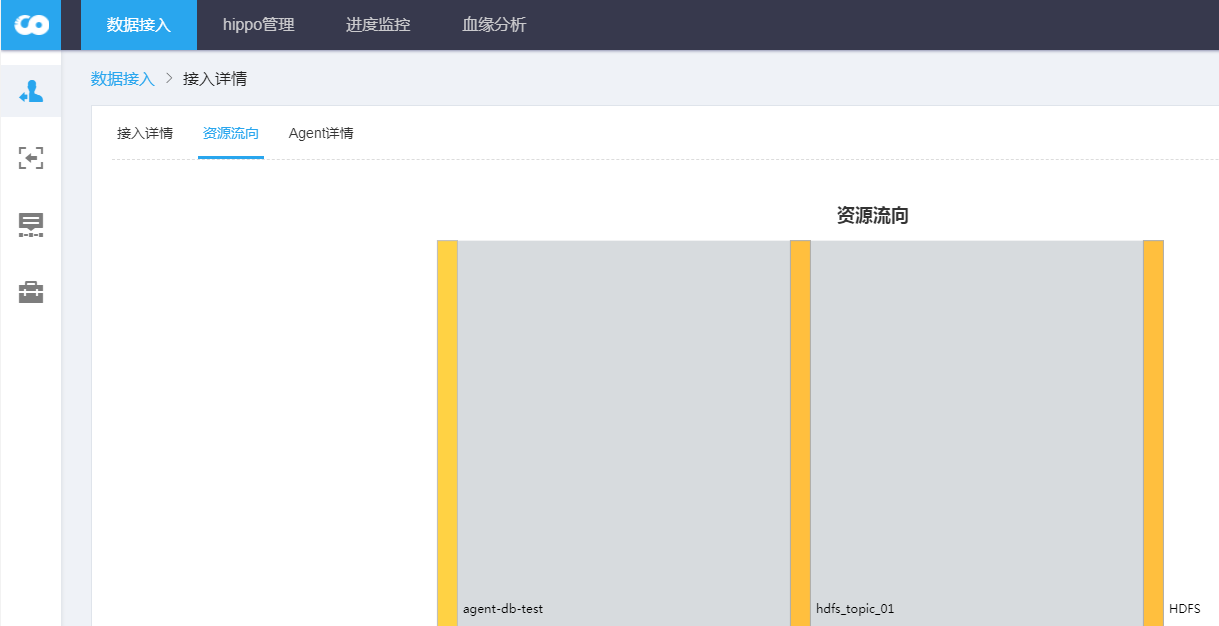 数据接入 hippo管理 进度监控 血缘分析
数据接入 > 接入详情
接入详情 资源流向 Agent详情
资源流向
agent-db-test hdfs_topic_01 HDFS